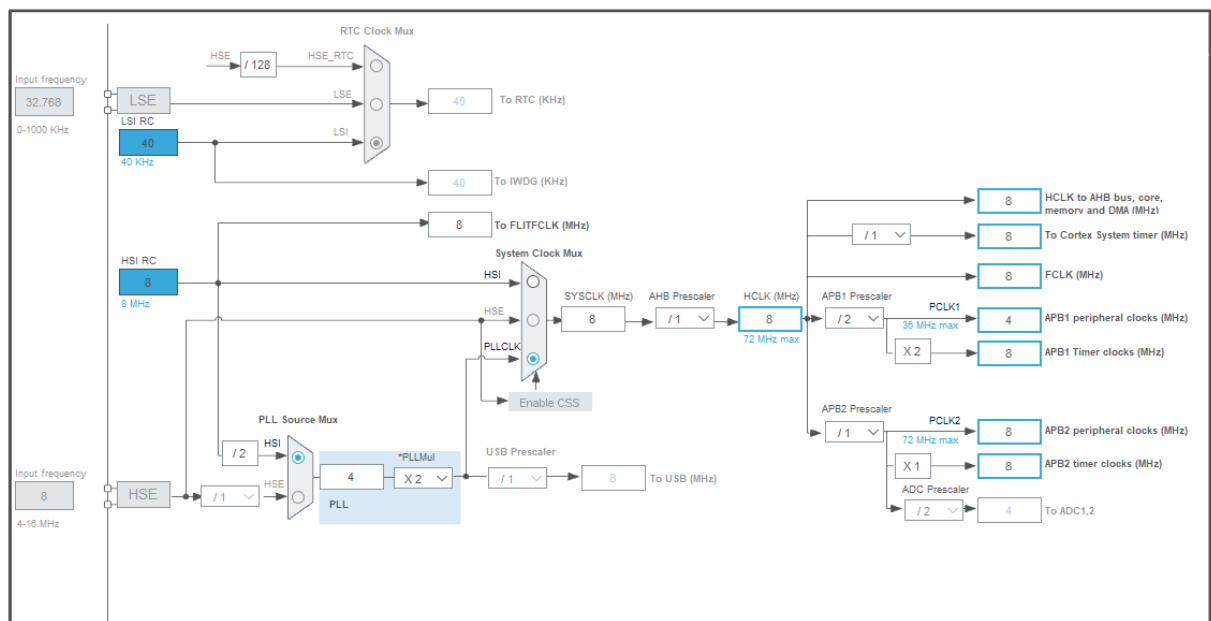 RTC Clock Mux
HSE
/ 128
HSE_RTC
Input frequency
32.768
0-1000 KHz
LSE
LSE
40
To RTC (KHz)
LSI RC
40
40 KHz
LSI
40
To IWDG (KHz)
8
To FLITFCLK (MHz)
System Clock Mux
HSI RC
8
8 MHz
HSI
HSE
PLLCLK
SYSCLK (MHz)
8
AHB Prescaler
/ 1
HCLK (MHz)
8
72 MHz max
Enable CSS
8
HCLK to AHB bus, core,
memory and DMA (MHz)
/ 1
8
To Cortex System timer (MHz)
8
FCLK (MHz)
APB1 Prescaler
/ 2
PCLK1
36 MHz max
4
APB1 peripheral clocks (MHz)
X 2
8
APB1 Timer clocks (MHz)
APB2 Prescaler
/ 1
PCLK2
72 MHz max
8
APB2 peripheral clocks (MHz)
X 1
8
APB2 timer clocks (MHz)
ADC Prescaler
/ 2
4
To ADC1,2
PLL Source Mux
/ 2
HSI
Input frequency
8
4-16 MHz
HSE
/ 1
HSE
4
*PLLMul
X 2
PLL
USB Prescaler
/ 1
8
To USB (MHz)